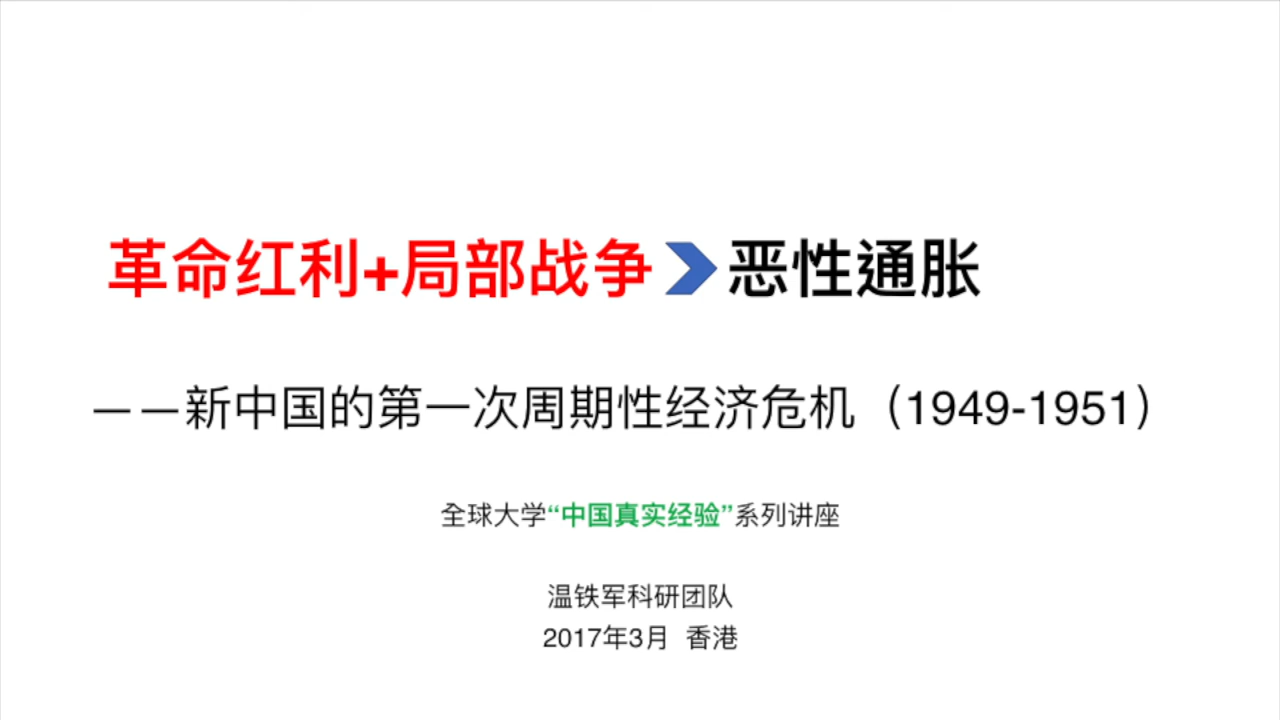 革命红利+局部战争 恶性通胀
——新中国的第一次周期性经济危机（1949-1951）
全球大学“中国真实经验”系列讲座
温铁军科研团队
2017年3月 香港